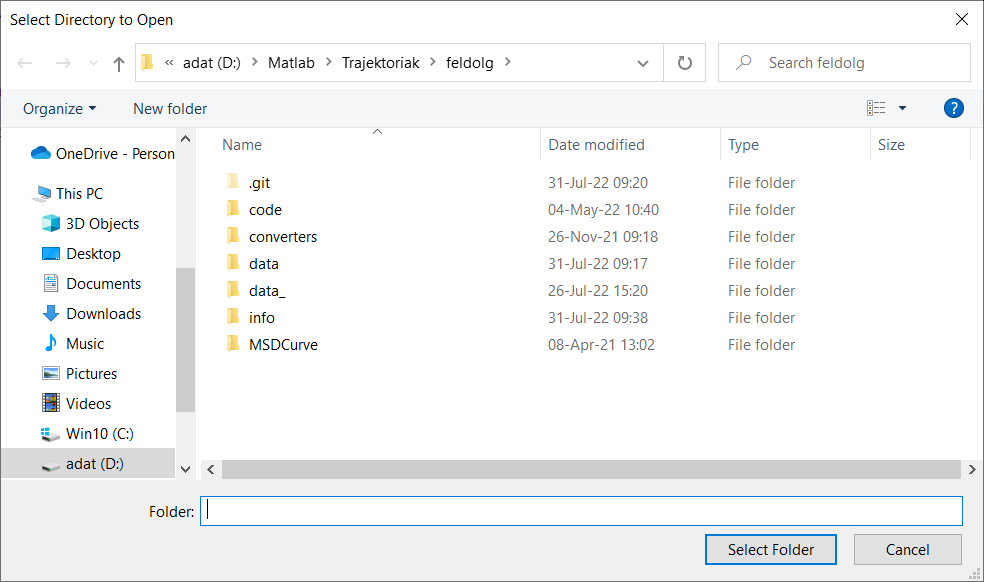 Select Directory to Open
« adat (D:) > Matlab > Trajektoriak > feldolg >
Search feldolg
Organize
New folder
?
OneDrive - Person
This PC
3D Objects
Desktop
Documents
Downloads
Music
Pictures
Videos
Win10 (C:)
adat (D:)
Name Date modified Type Size
.git 31-Jul-22 09:20 File folder
code 04-May-22 10:40 File folder
converters 26-Nov-21 09:18 File folder
data 31-Jul-22 09:17 File folder
data_ 26-Jul-22 15:20 File folder
info 31-Jul-22 09:38 File folder
MSDCurve 08-Apr-21 13:02 File folder
Folder:
Select Folder
Cancel